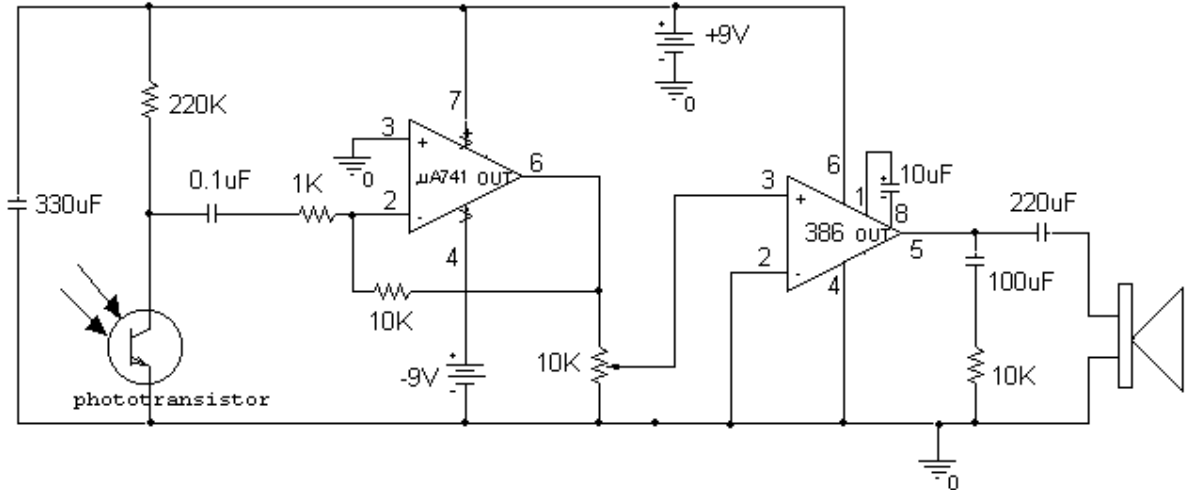 +9V
0
220K
7
3
+
6
0
µA741 OUT
0.1uF
1K
2
-
330uF
4
10K
6
1
10uF
3
+
8
386 OUT
5
220uF
2
-
4
100uF
-9V
10K
10K
phototransistor
0